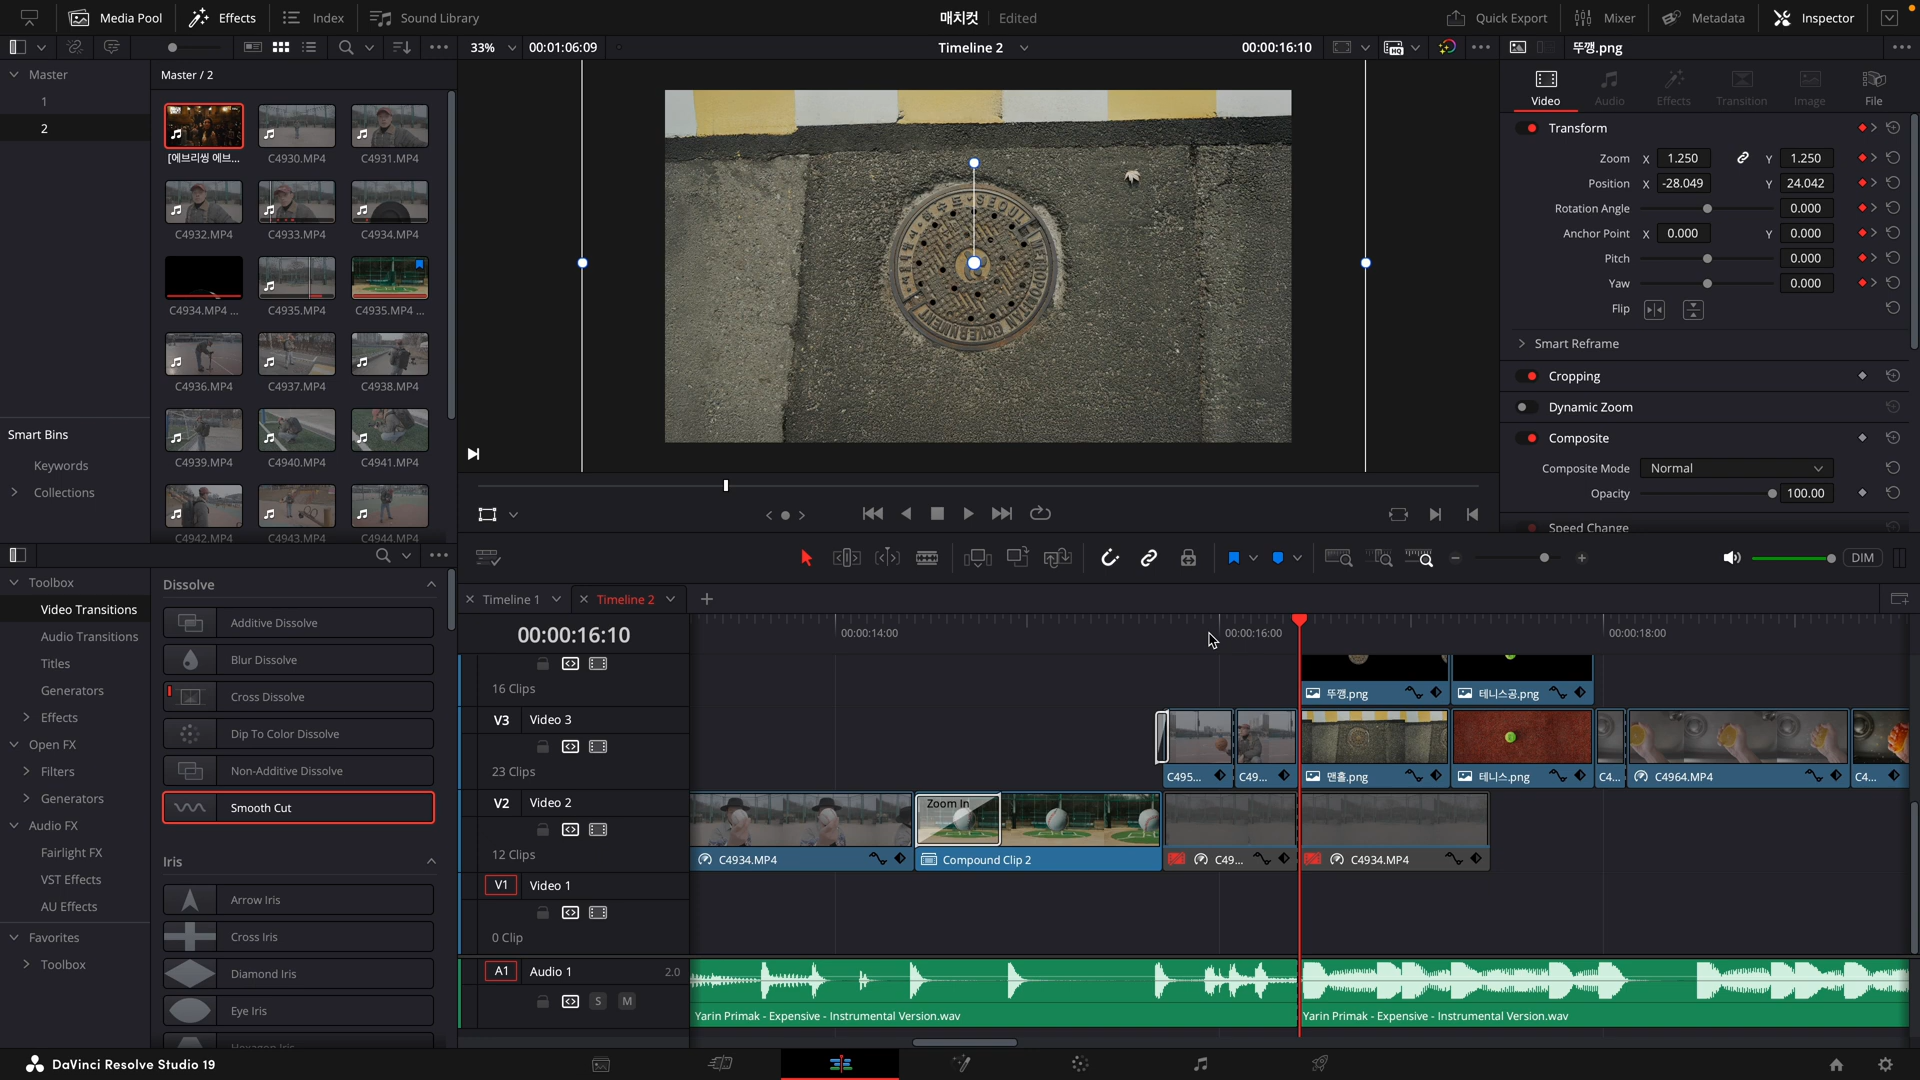 Media Pool
Effects
Index
Sound Library
매치컷
Edited
Quick Export
Mixer
Metadata
Inspector
33%
00:01:06:09
Timeline 2
00:00:16:10
뚜껑.png
Master
Master / 2
1
2
[에브리씽 에브...
C4930.MP4
C4931.MP4
C4932.MP4
C4933.MP4
C4934.MP4
C4934.MP4 ...
C4935.MP4 ...
C4936.MP4
C4937.MP4
C4938.MP4
C4939.MP4
C4940.MP4
C4941.MP4
C4942.MP4
C4943.MP4
C4944.MP4
Smart Bins
Keywords
Collections
SEOUL
METROPOLITAN GOVERNMENT
Video
Audio
Effects
Transition
Image
File
Transform
Zoom X 1.250 Y 1.250
Position X -28.049 Y 24.042
Rotation Angle 0.000
Anchor Point X 0.000 Y 0.000
Pitch 0.000
Yaw 0.000
Flip
Smart Reframe
Cropping
Dynamic Zoom
Composite
Composite Mode Normal
Opacity 100.00
Speed Change
DIM
Toolbox
Video Transitions
Audio Transitions
Titles
Generators
Effects
Open FX
Filters
Generators
Audio FX
Fairlight FX
VST Effects
AU Effects
Favorites
Toolbox
Dissolve
Additive Dissolve
Blur Dissolve
Cross Dissolve
Dip To Color Dissolve
Non-Additive Dissolve
Smooth Cut
Iris
Arrow Iris
Cross Iris
Diamond Iris
Eye Iris
Hexagon Iris
Timeline 1
Timeline 2
00:00:16:10
00:00:14:00
00:00:16:00
00:00:18:00
16 Clips
뚜껑.png
테니스공.png
V3 Video 3
23 Clips
C495...
C49...
맨홀.png
테니스.png
C4...
C4964.MP4
C4...
V2 Video 2
12 Clips
Zoom In
C4934.MP4
Compound Clip 2
C49...
C4934.MP4
V1 Video 1
0 Clip
A1 Audio 1 2.0
S M
Yarin Primak - Expensive - Instrumental Version.wav
Yarin Primak - Expensive - Instrumental Version.wav
DaVinci Resolve Studio 19